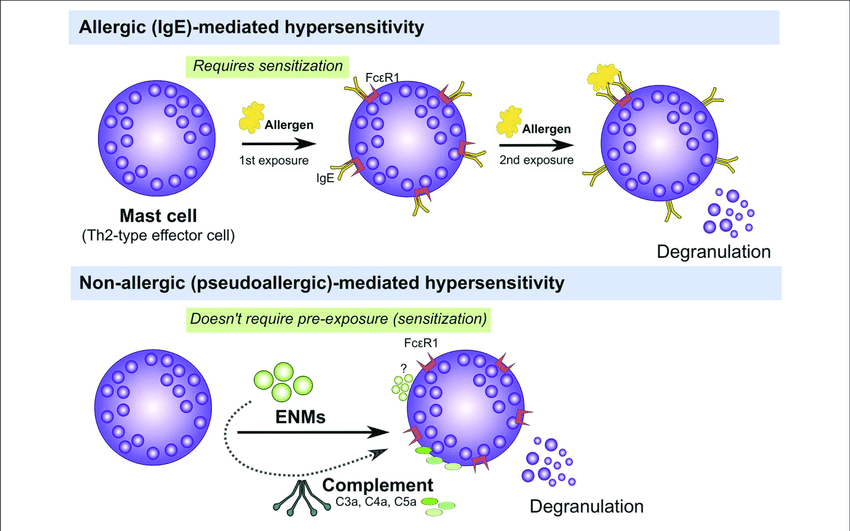 Allergic (IgE)-mediated hypersensitivity
Requires sensitization
FcεR1
Allergen
1st exposure
IgE
Allergen
2nd exposure
Mast cell
(Th2-type effector cell)
Degranulation
Non-allergic (pseudoallergic)-mediated hypersensitivity
Doesn't require pre-exposure (sensitization)
FcεR1
?
ENMs
Complement
C3a, C4a, C5a
Degranulation